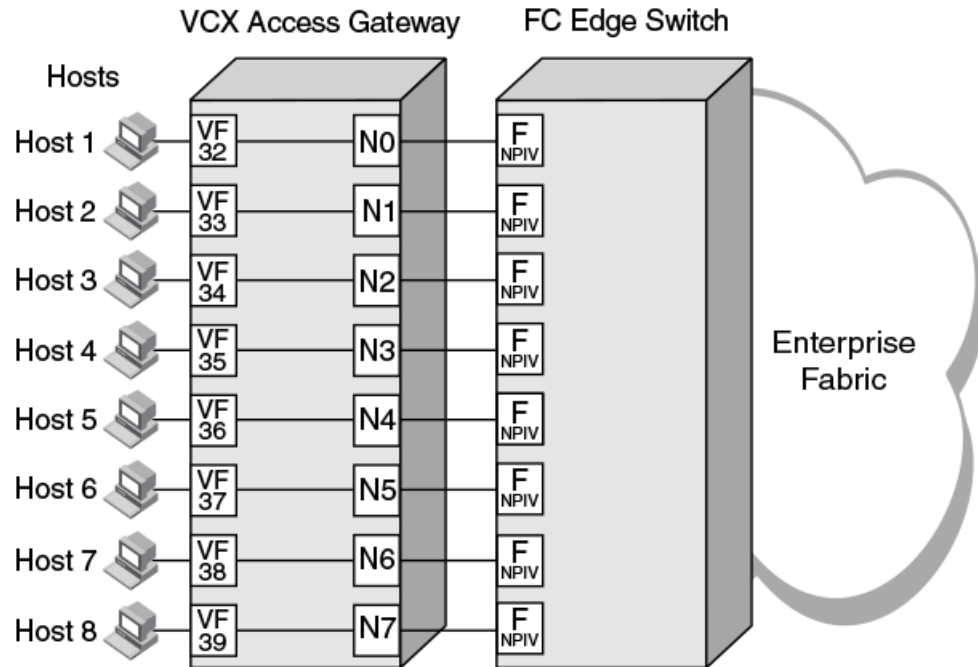 VCX Access Gateway FC Edge Switch
Hosts
Host 1 VF 32 N0 F NPIV
Host 2 VF 33 N1 F NPIV
Host 3 VF 34 N2 F NPIV
Host 4 VF 35 N3 F NPIV
Host 5 VF 36 N4 F NPIV
Host 6 VF 37 N5 F NPIV
Host 7 VF 38 N6 F NPIV
Host 8 VF 39 N7 F NPIV
Enterprise
Fabric